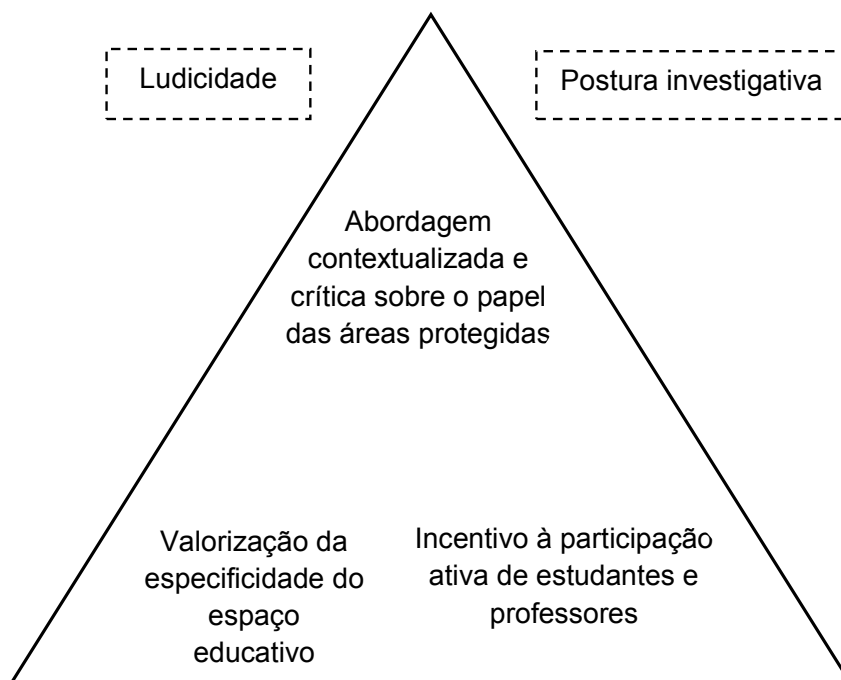 Ludicidade
Postura investigativa
Abordagem
contextualizada e
crítica sobre o papel
das áreas protegidas
Valorização da
especificidade do
espaço
educativo
Incentivo à participação
ativa de estudantes e
professores